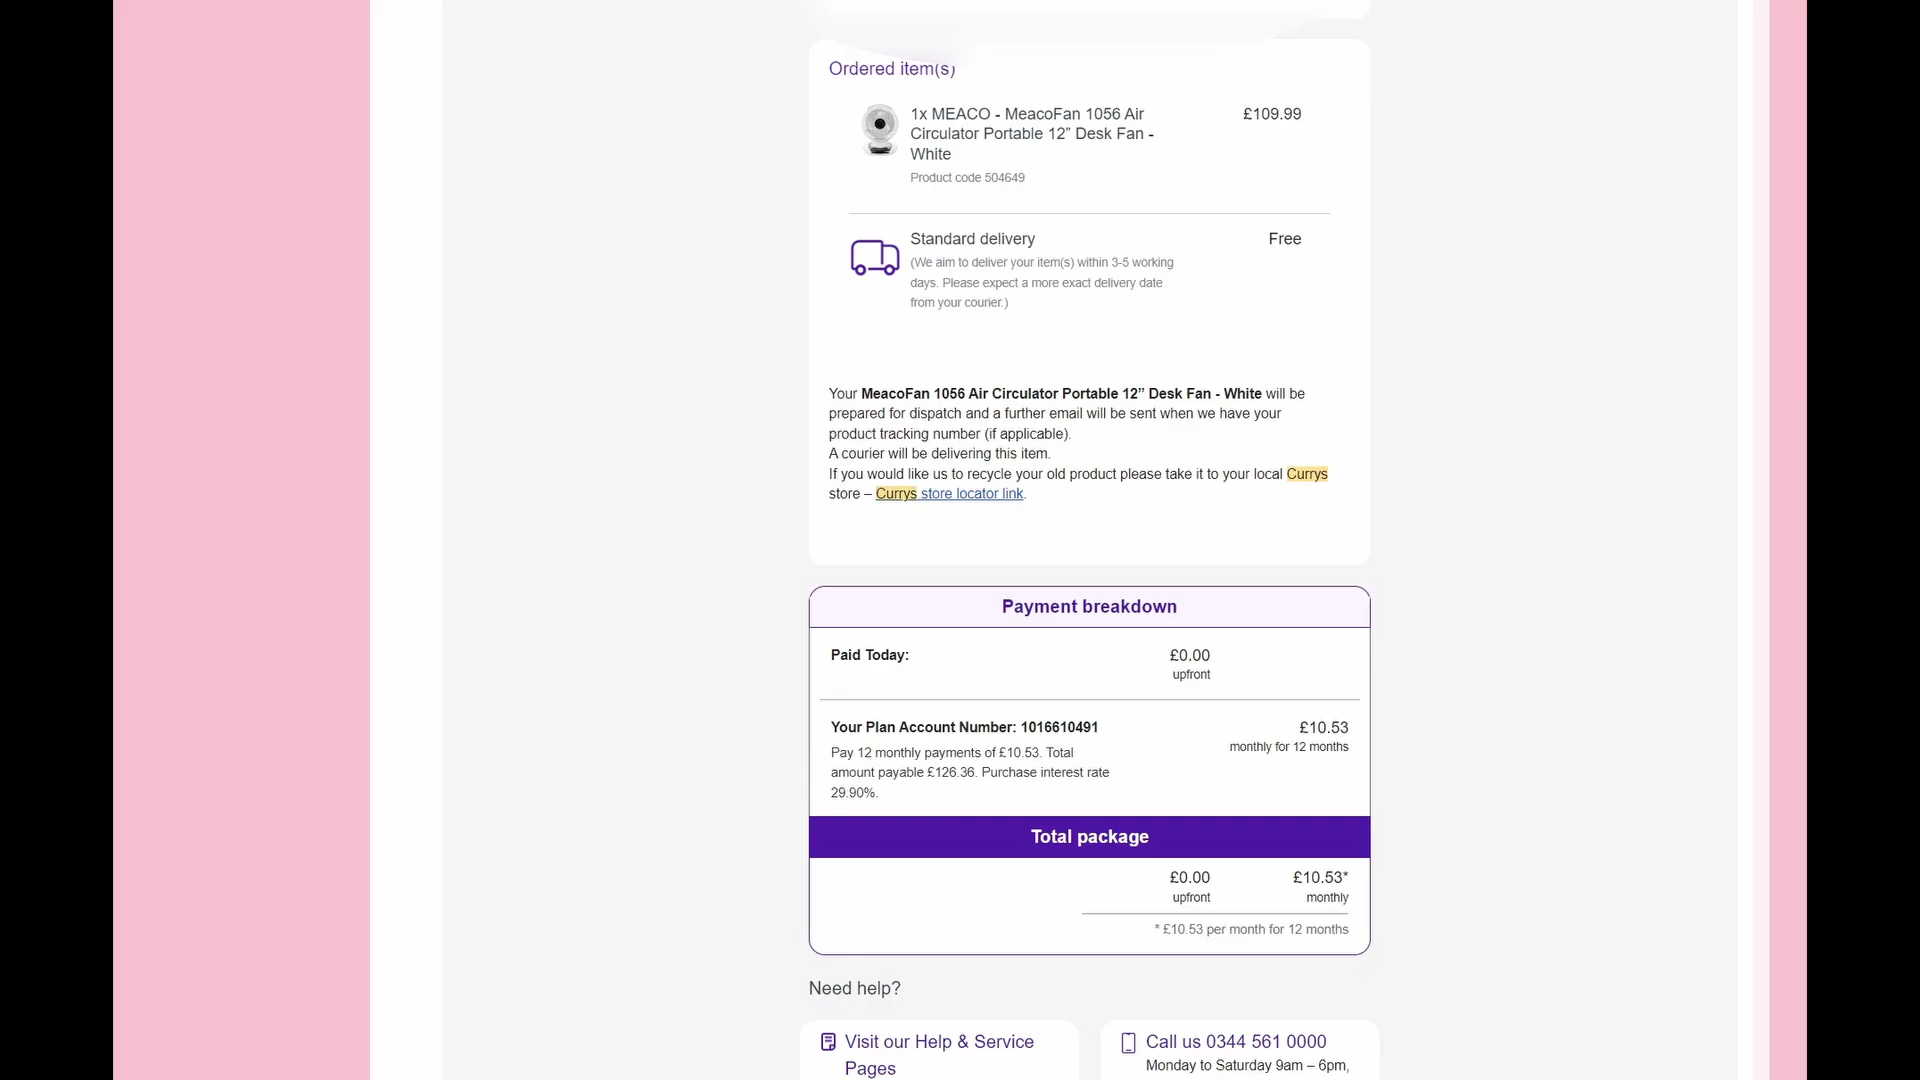 Ordered item(s)
1x MEACO - MeacoFan 1056 Air
Circulator Portable 12” Desk Fan -
White
£109.99
Product code 504649
Standard delivery
Free
(We aim to deliver your item(s) within 3-5 working
days. Please expect a more exact delivery date
from your courier.)
Your MeacoFan 1056 Air Circulator Portable 12” Desk Fan - White will be
prepared for dispatch and a further email will be sent when we have your
product tracking number (if applicable).
A courier will be delivering this item.
If you would like us to recycle your old product please take it to your local Currys
store – Currys store locator link.
Payment breakdown
Paid Today:
£0.00
upfront
Your Plan Account Number: 1016610491
Pay 12 monthly payments of £10.53. Total
amount payable £126.36. Purchase interest rate
29.90%.
£10.53
monthly for 12 months
Total package
£0.00
upfront
£10.53*
monthly
* £10.53 per month for 12 months
Need help?
Visit our Help & Service
Pages
Call us 0344 561 0000
Monday to Saturday 9am – 6pm,